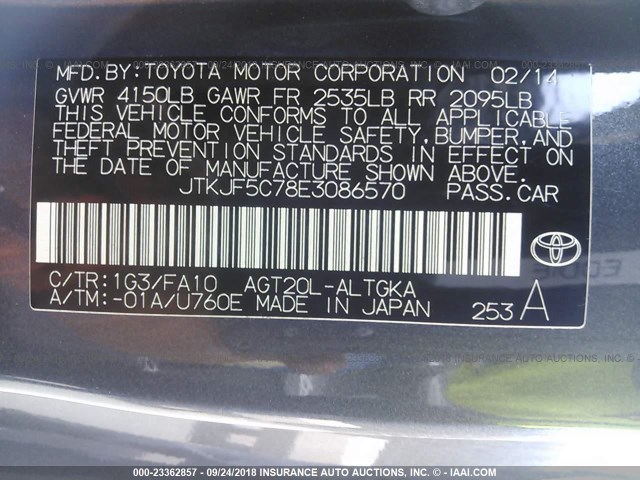 MFD.BY:TOYOTA MOTOR CORPORATION 02/14
GVWR 4150LB GAWR FR 2535LB RR 2095LB
THIS VEHICLE CONFORMS TO ALL APPLICABLE
FEDERAL MOTOR VEHICLE SAFETY,BUMPER,AND
THEFT PREVENTION STANDARDS IN EFFECT ON
THE DATE OF MANUFACTURE SHOWN ABOVE.
JTKJF5C78E3086570 PASS.CAR
C/TR:1G3/FA10 AGT20L-ALTGKA
A/TM:-01A/U760E MADE IN JAPAN 253 A
000-23362857 - 09/24/2018 - INSURANCE AUTO AUCTIONS - © - IAAI.COM